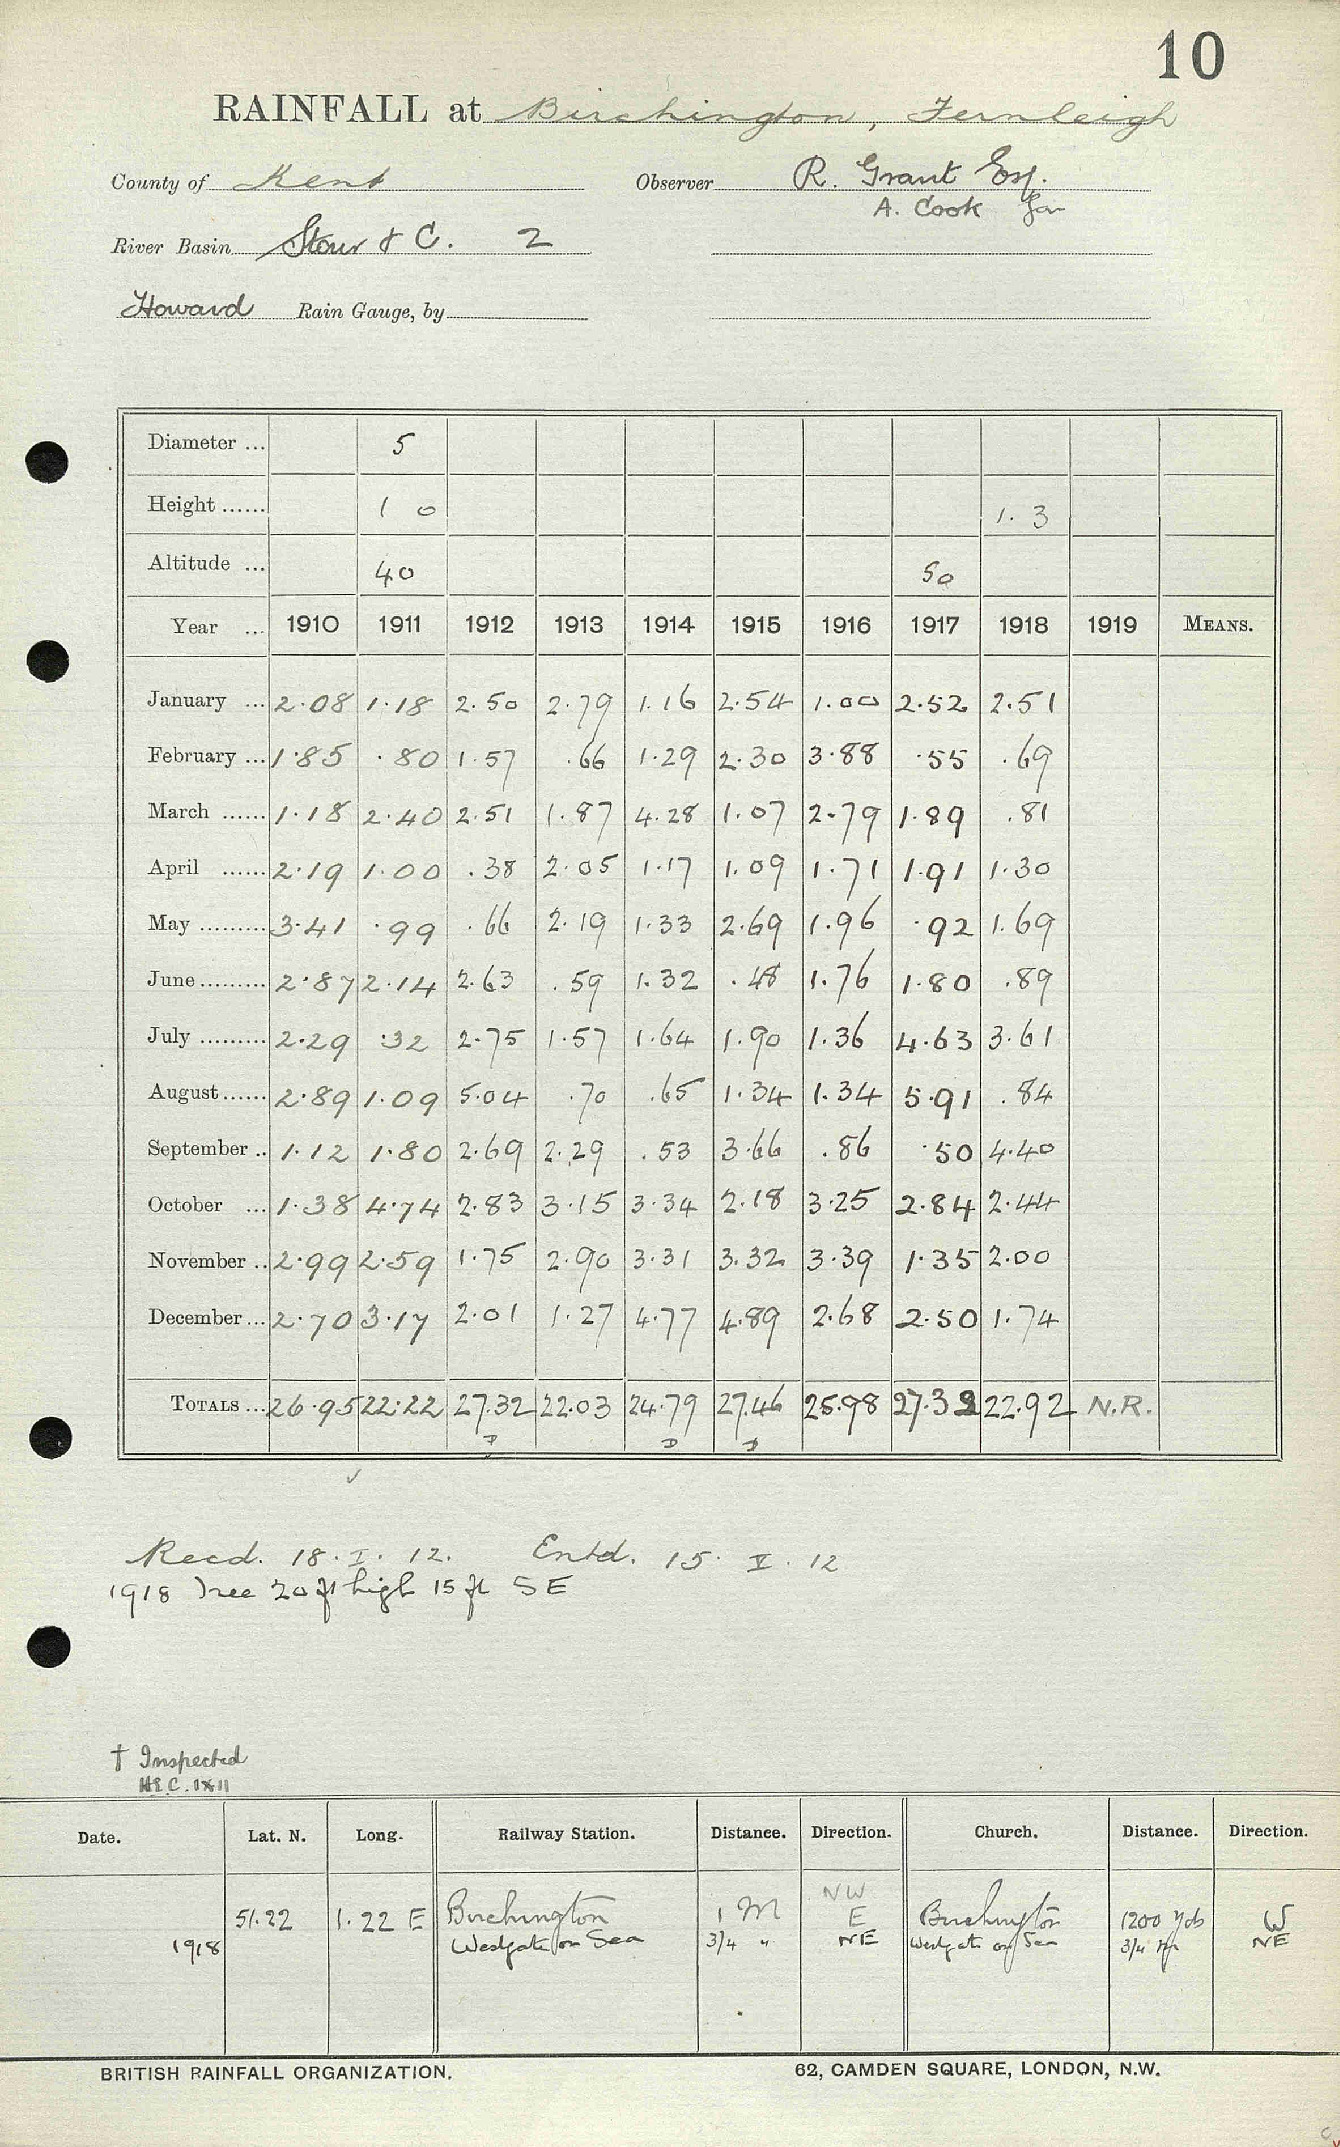 10
RAINFALL at Birchington, Fernleigh
County of Kent Observer R. Grant Esq.
A. Cook
River Basin Stour & C. 2
Howard Rain Gauge, by
Diameter ... 5
Height ...... 1 0 1. 3
Altitude ... 40 50
Year ... 1910 1911 1912 1913 1914 1915 1916 1917 1918 1919 MEANS.
January ... 2.08 1.18 2.50 2.79 1.16 2.54 1.00 2.52 2.51
February ... 1.85 .80 1.57 .66 1.29 2.30 3.88 .55 .69
March ...... 1.18 2.40 2.51 1.87 4.28 1.07 2.79 1.89 .81
April ...... 2.19 1.00 .38 2.05 1.17 1.09 1.71 1.91 1.30
May ......... 3.41 .99 .66 2.19 1.33 2.69 1.96 .92 1.69
June ......... 2.87 2.14 2.63 .59 1.32 .48 1.76 1.80 .89
July ......... 2.29 .32 2.75 1.57 1.64 1.90 1.36 4.63 3.61
August ...... 2.89 1.09 5.04 .70 .65 1.34 1.34 5.91 .84
September .. 1.12 1.80 2.69 2.29 .53 3.66 .86 .50 4.40
October ... 1.38 4.74 2.83 3.15 3.34 2.18 3.25 2.84 2.44
November .. 2.99 2.59 1.75 2.90 3.31 3.32 3.39 1.35 2.00
December ... 2.70 3.17 2.01 1.27 4.77 4.89 2.68 2.50 1.74
TOTALS ... 26.95 22.22 27.32 22.03 24.79 27.46 25.98 27.32 22.92 N.R.
Recd. 18.I.12. Entd. 15.II.12
1918 Tree 20 ft high 15 ft SE
† Inspected
Date. Lat. N. Long. Railway Station. Distance. Direction. Church. Distance. Direction.
NW
51.22 1.22 E Birchington 1 M E Birchington 1200 yds W
1918 Westgate on Sea 3/4 " NE Westgate on Sea 3/4 NE
BRITISH RAINFALL ORGANIZATION. 62, CAMDEN SQUARE, LONDON, N.W.